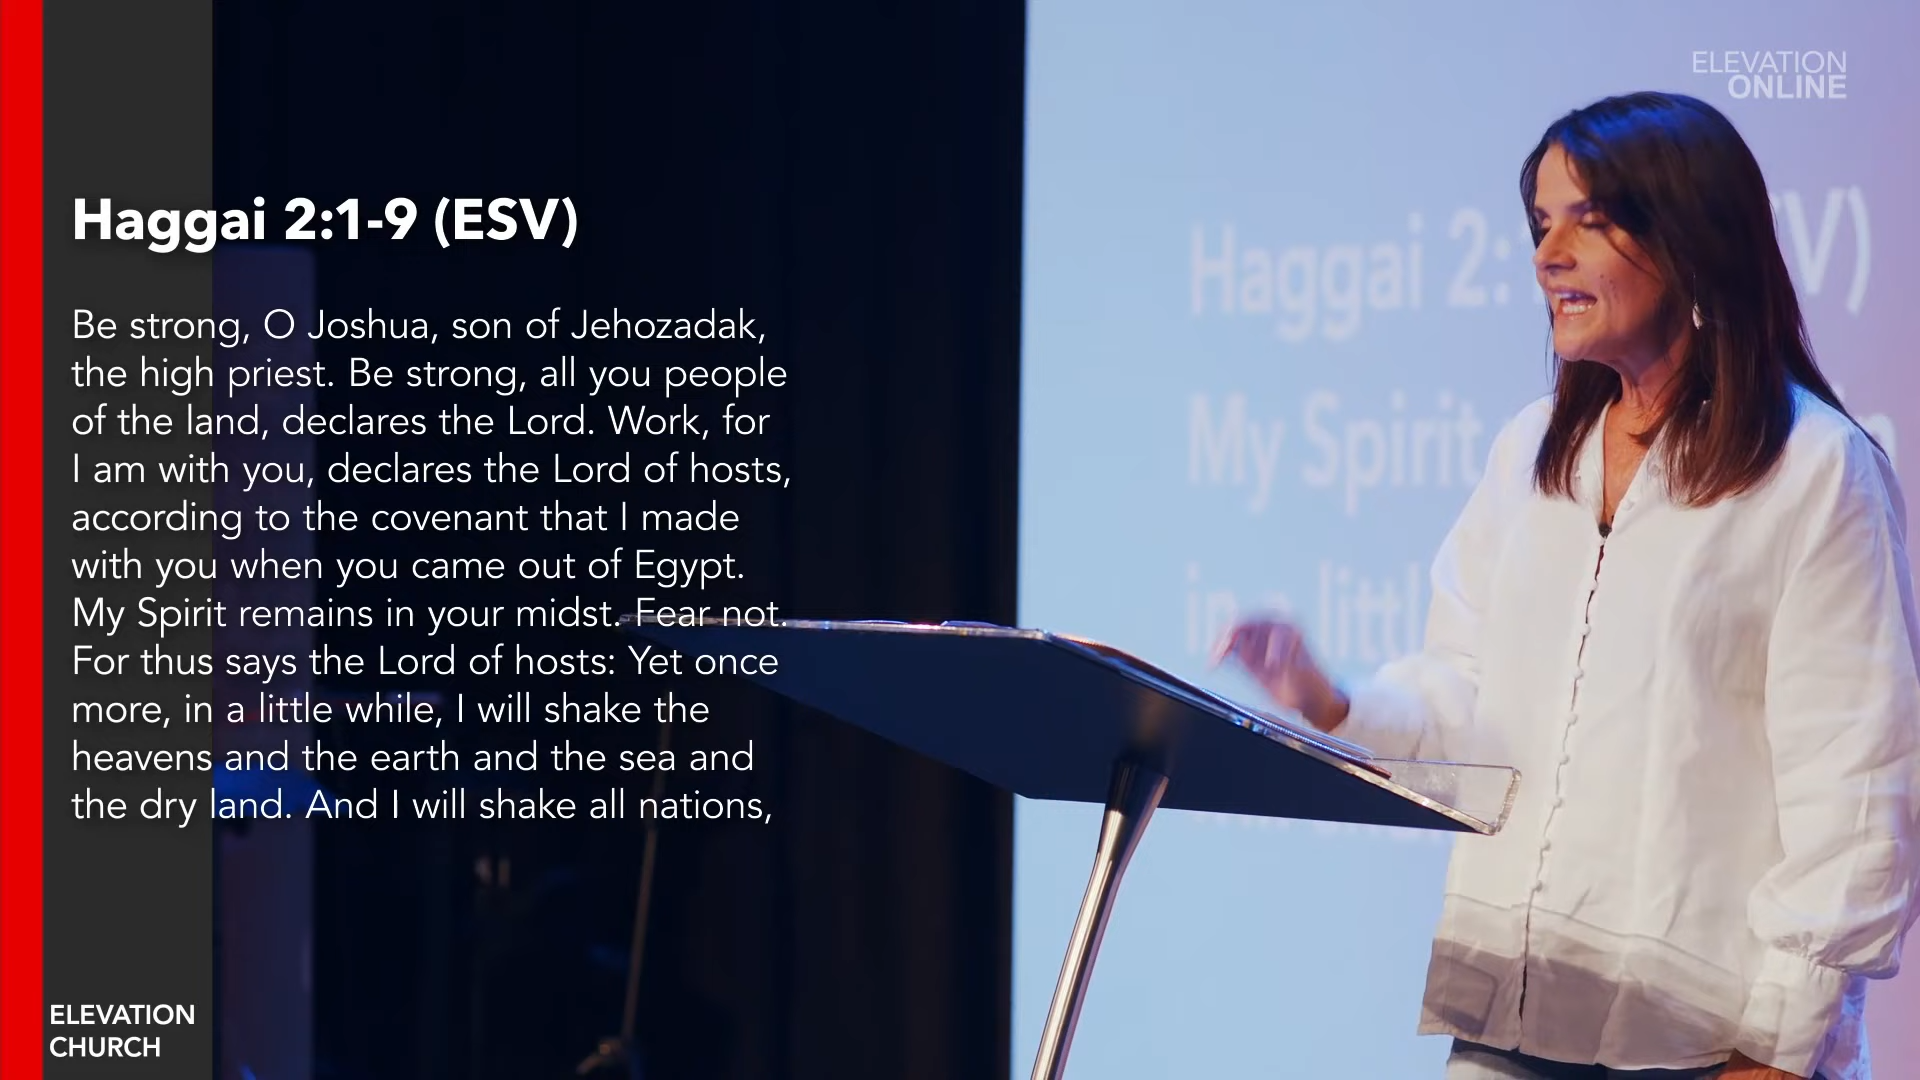 ELEVATION
ONLINE
Haggai 2:1-9 (ESV)
Be strong, O Joshua, son of Jehozadak,
the high priest. Be strong, all you people
of the land, declares the Lord. Work, for
I am with you, declares the Lord of hosts,
according to the covenant that I made
with you when you came out of Egypt.
My Spirit remains in your midst. Fear not.
For thus says the Lord of hosts: Yet once
more, in a little while, I will shake the
heavens and the earth and the sea and
the dry land. And I will shake all nations,
Haggai 2: V)
My Spirit
in a littl
ELEVATION
CHURCH